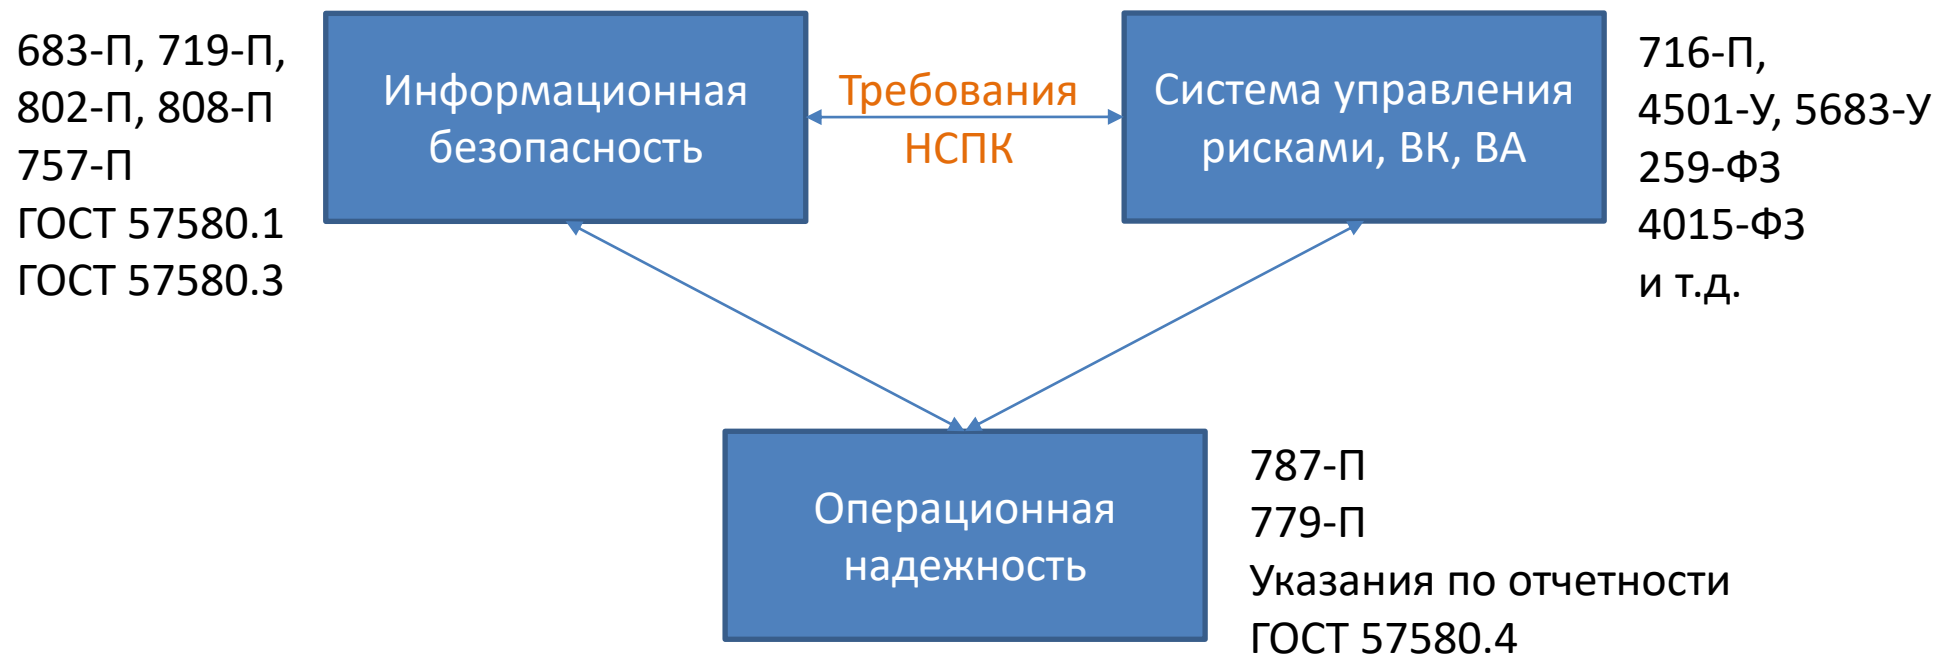 683-П, 719-П,
802-П, 808-П
757-П
ГОСТ 57580.1
ГОСТ 57580.3
Информационная
безопасность
Требования
НСПК
Система управления
рисками, ВК, ВА
716-П,
4501-У, 5683-У
259-ФЗ
4015-ФЗ
и т.д.
Операционная
надежность
787-П
779-П
Указания по отчетности
ГОСТ 57580.4